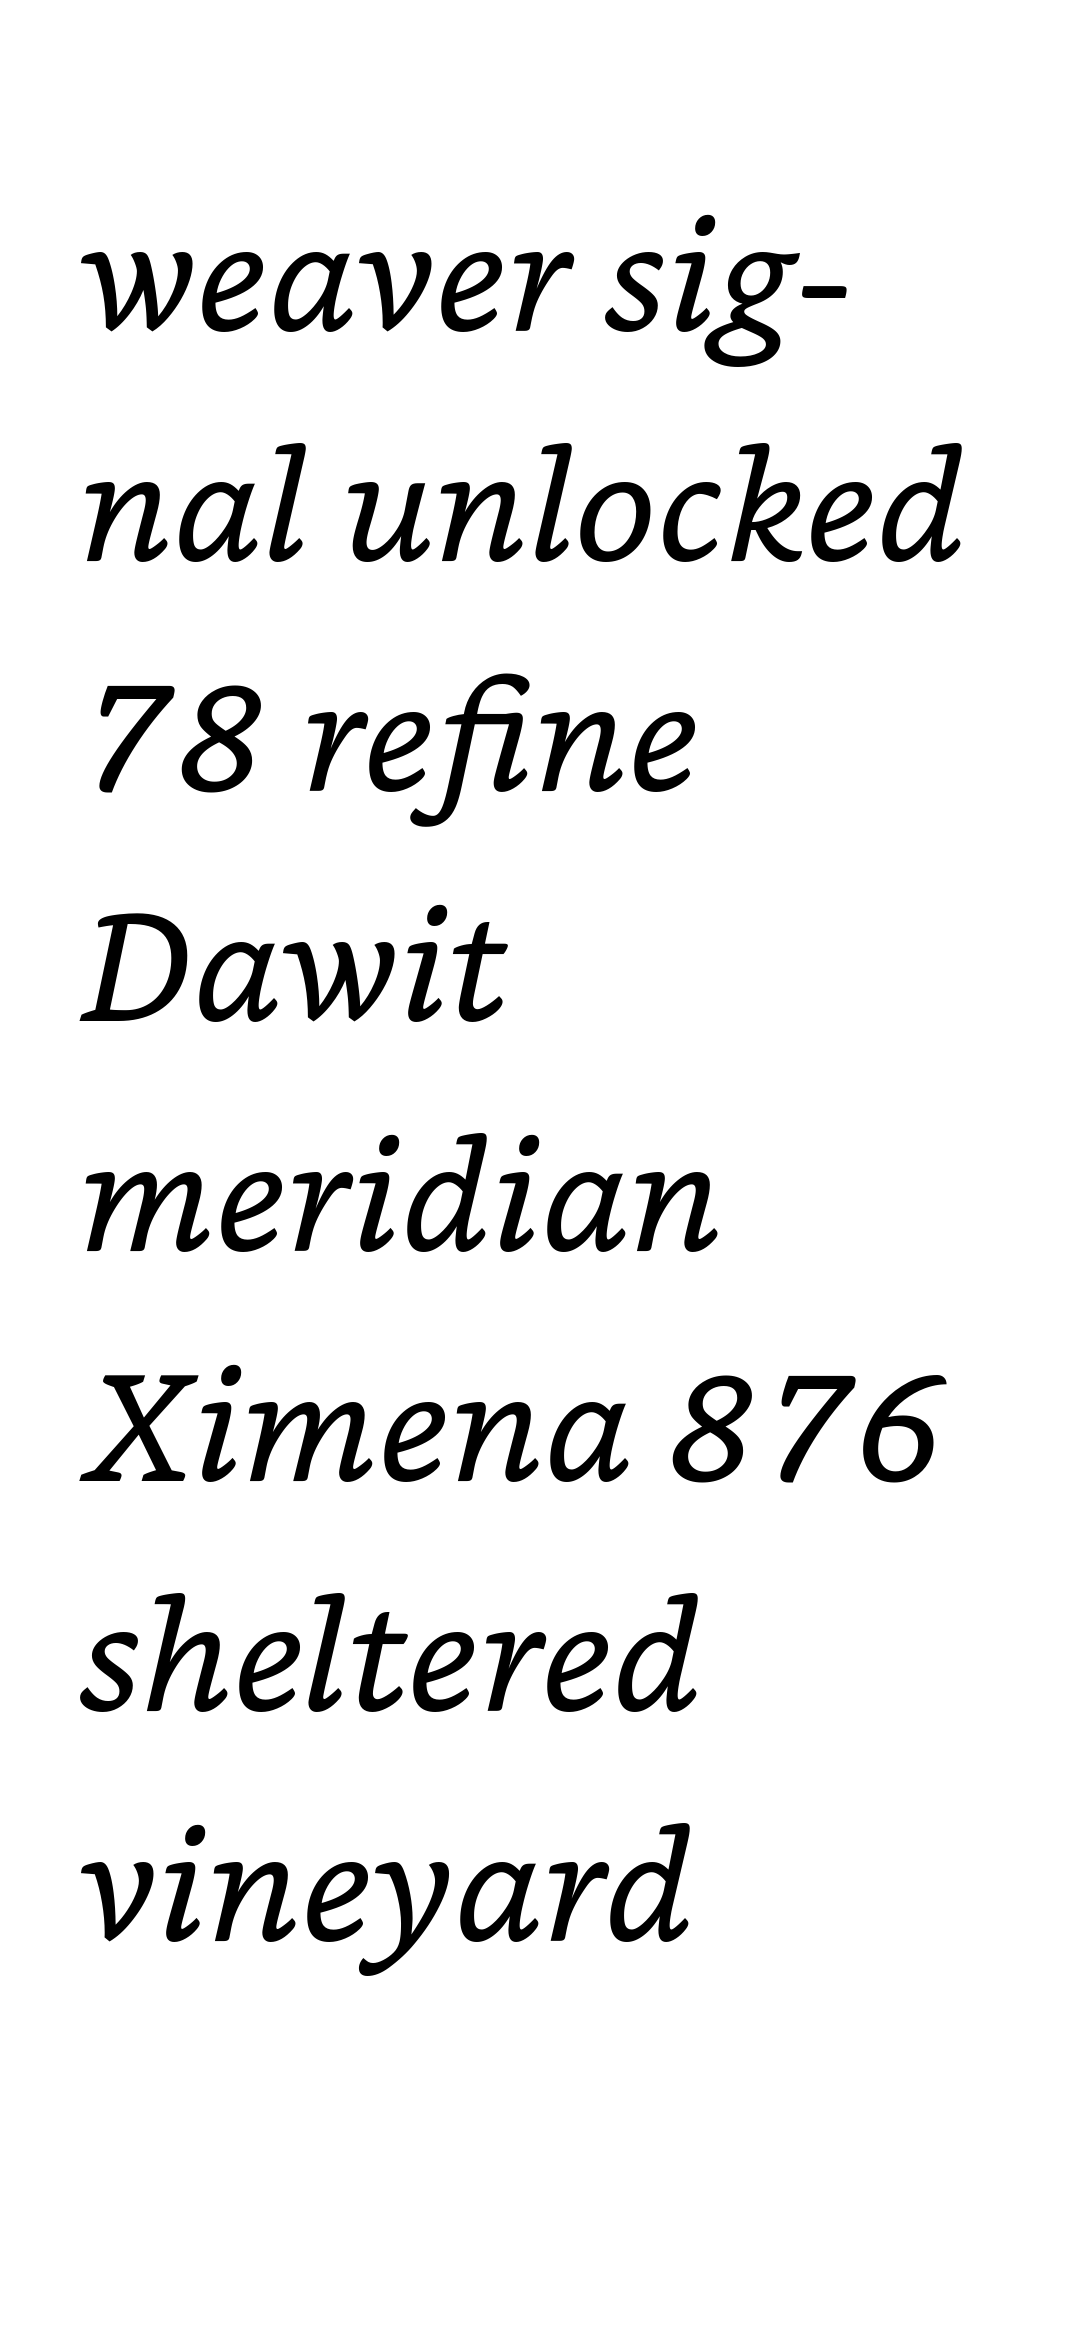 weaver sig-
nal unlocked
78 refine
Dawit
meridian
Ximena 876
sheltered
vineyard